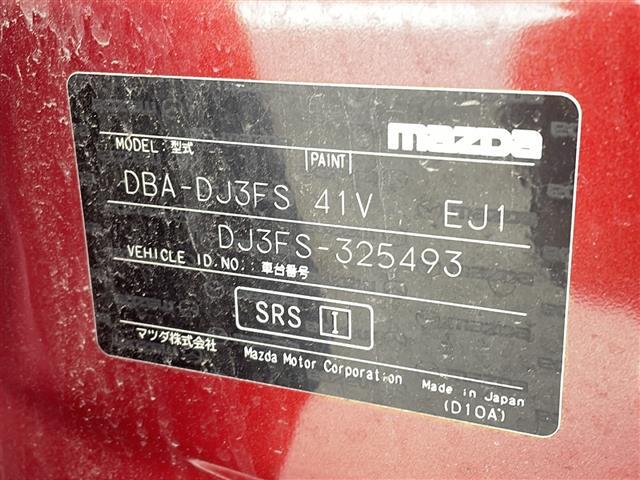 mazda
MODEL : 型式
PAINT
DBA-DJ3FS 41V EJ1
DJ3FS-325493
VEHICLE ID.NO. : 車台番号
SRS I
マツダ株式会社 Mazda Motor Corporation Made in Japan
(D10A)